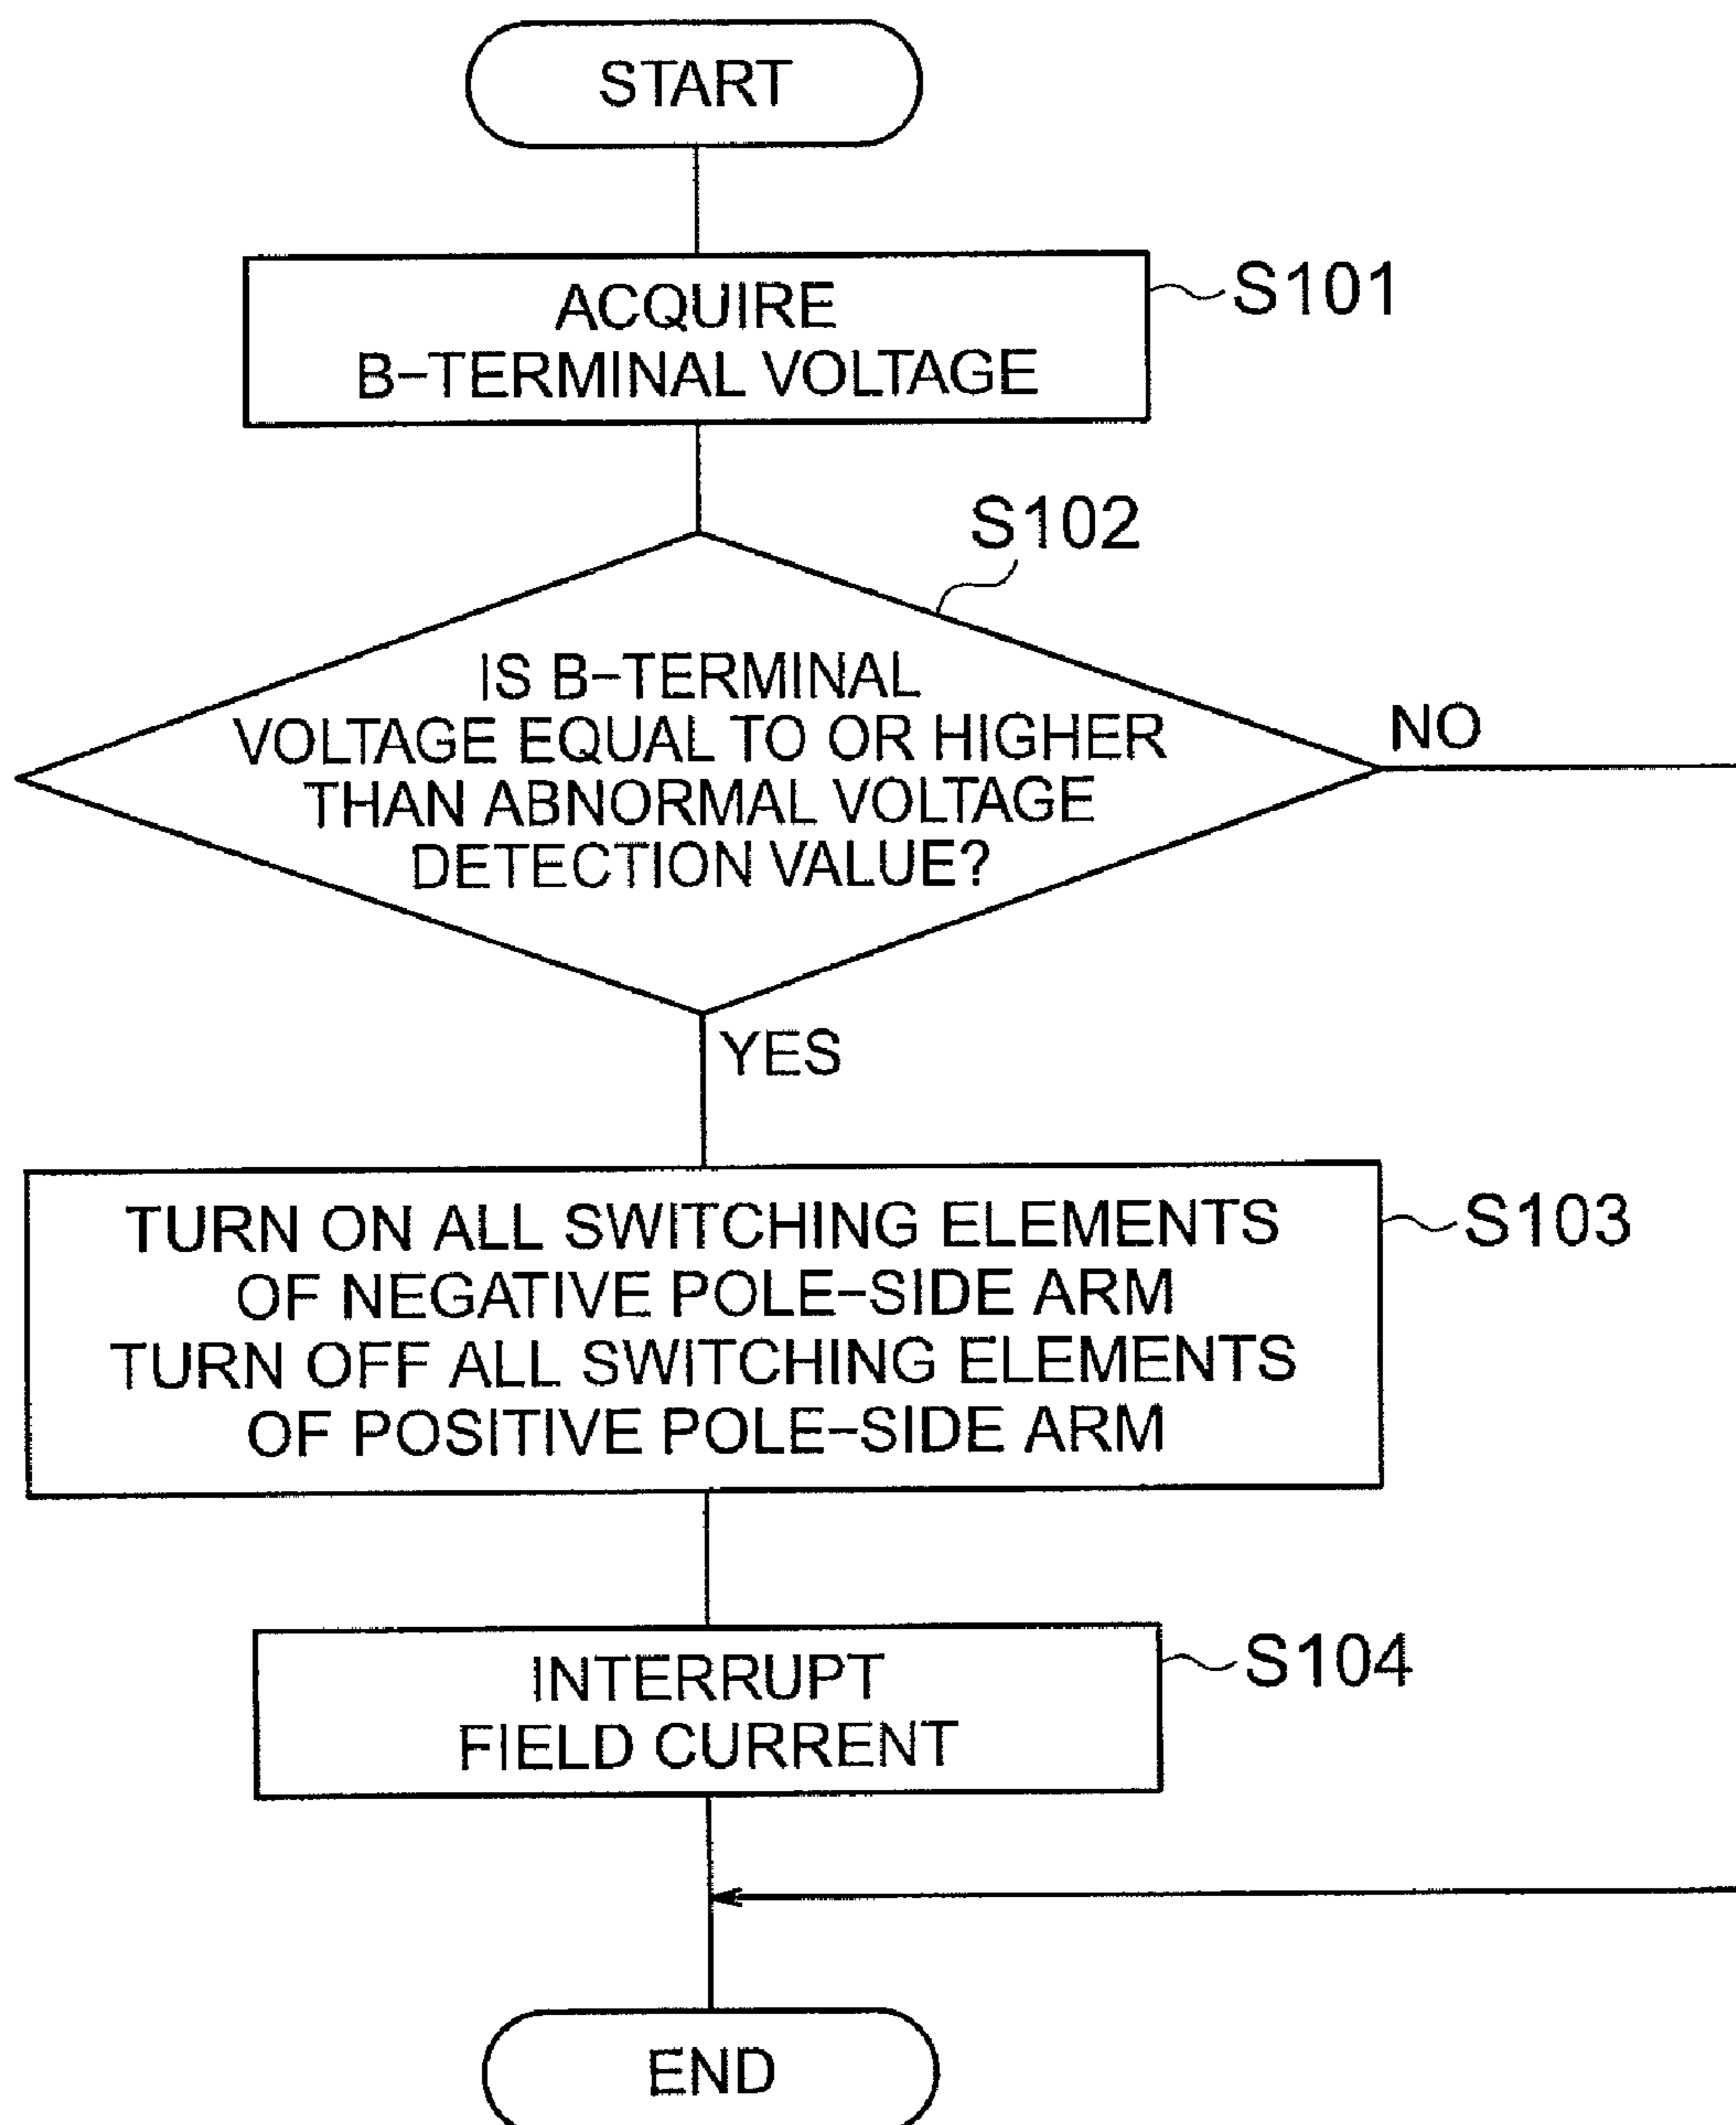 START
ACQUIRE
B-TERMINAL VOLTAGE
S101
S102
IS B-TERMINAL
VOLTAGE EQUAL TO OR HIGHER
THAN ABNORMAL VOLTAGE
DETECTION VALUE?
NO
YES
TURN ON ALL SWITCHING ELEMENTS
OF NEGATIVE POLE-SIDE ARM
TURN OFF ALL SWITCHING ELEMENTS
OF POSITIVE POLE-SIDE ARM
S103
INTERRUPT
FIELD CURRENT
S104
END